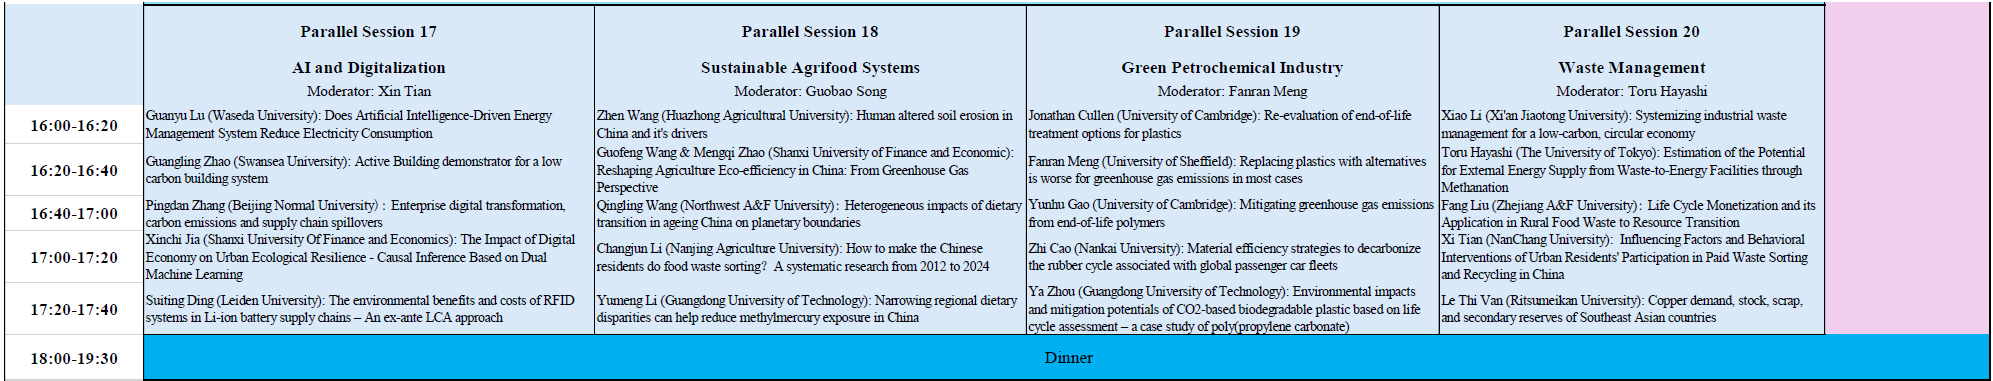 Parallel Session 17
AI and Digitalization
Moderator: Xin Tian
Parallel Session 18
Sustainable Agrifood Systems
Moderator: Guobao Song
Parallel Session 19
Green Petrochemical Industry
Moderator: Fanran Meng
Parallel Session 20
Waste Management
Moderator: Toru Hayashi
16:00-16:20
Guanyu Lu (Waseda University): Does Artificial Intelligence-Driven Energy
Management System Reduce Electricity Consumption
Zhen Wang (Huazhong Agricultural University): Human altered soil erosion in
China and it's drivers
Jonathan Cullen (University of Cambridge): Re-evaluation of end-of-life
treatment options for plastics
Xiao Li (Xi'an Jiaotong University): Systemizing industrial waste
management for a low-carbon, circular economy
16:20-16:40
Guangling Zhao (Swansea University): Active Building demonstrator for a low
carbon building system
Guofeng Wang & Mengqi Zhao (Shanxi University of Finance and Economic):
Reshaping Agriculture Eco-efficiency in China: From Greenhouse Gas
Perspective
Fanran Meng (University of Sheffield): Replacing plastics with alternatives
is worse for greenhouse gas emissions in most cases
Toru Hayashi (The University of Tokyo): Estimation of the Potential
for External Energy Supply from Waste-to-Energy Facilities through
Methanation
16:40-17:00
Pingdan Zhang (Beijing Normal University)：Enterprise digital transformation,
carbon emissions and supply chain spillovers
Qingling Wang (Northwest A&F University)：Heterogeneous impacts of dietary
transition in ageing China on planetary boundaries
Yunhu Gao (University of Cambridge): Mitigating greenhouse gas emissions
from end-of-life polymers
Fang Liu (Zhejiang A&F University)：Life Cycle Monetization and its
Application in Rural Food Waste to Resource Transition
17:00-17:20
Xinchi Jia (Shanxi University Of Finance and Economics): The Impact of Digital
Economy on Urban Ecological Resilience - Causal Inference Based on Dual
Machine Learning
Changjun Li (Nanjing Agriculture University): How to make the Chinese
residents do food waste sorting？A systematic research from 2012 to 2024
Zhi Cao (Nankai University): Material efficiency strategies to decarbonize
the rubber cycle associated with global passenger car fleets
Xi Tian (NanChang University): Influencing Factors and Behavioral
Interventions of Urban Residents' Participation in Paid Waste Sorting
and Recycling in China
17:20-17:40
Suiting Ding (Leiden University): The environmental benefits and costs of RFID
systems in Li-ion battery supply chains – An ex-ante LCA approach
Yumeng Li (Guangdong University of Technology): Narrowing regional dietary
disparities can help reduce methylmercury exposure in China
Ya Zhou (Guangdong University of Technology): Environmental impacts
and mitigation potentials of CO2-based biodegradable plastic based on life
cycle assessment – a case study of poly(propylene carbonate)
Le Thi Van (Ritsumeikan University): Copper demand, stock, scrap,
and secondary reserves of Southeast Asian countries
18:00-19:30
Dinner